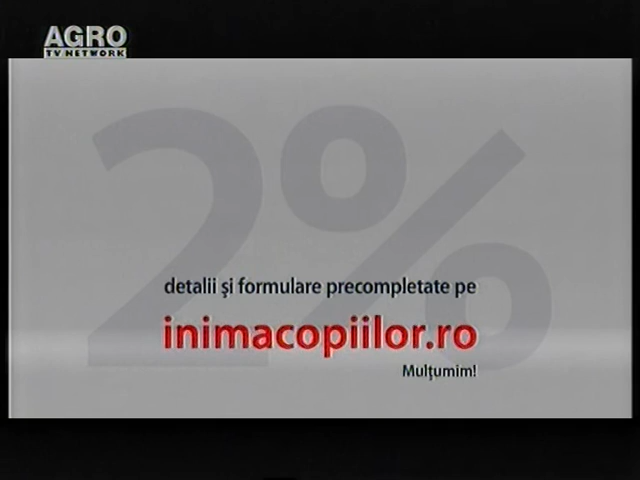 AGRO
TV NETWORK
2%
detalii şi formulare precompletate pe
inimacopiilor.ro
Mulţumim!